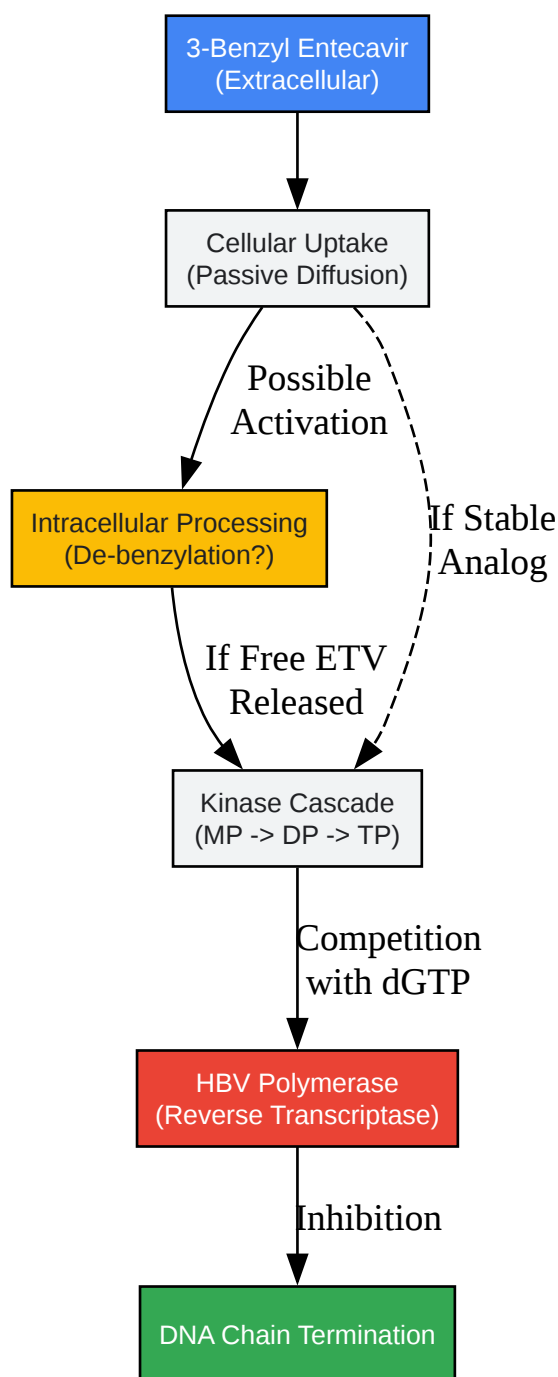 3-Benzyl Entecavir
(Extracellular)
Cellular Uptake
(Passive Diffusion)
Possible
Activation
If Stable
Analog
Intracellular Processing
(De-benzylation?)
If Free ETV
Released
Kinase Cascade
(MP -> DP -> TP)
Competition
with dGTP
HBV Polymerase
(Reverse Transcriptase)
Inhibition
DNA Chain Termination